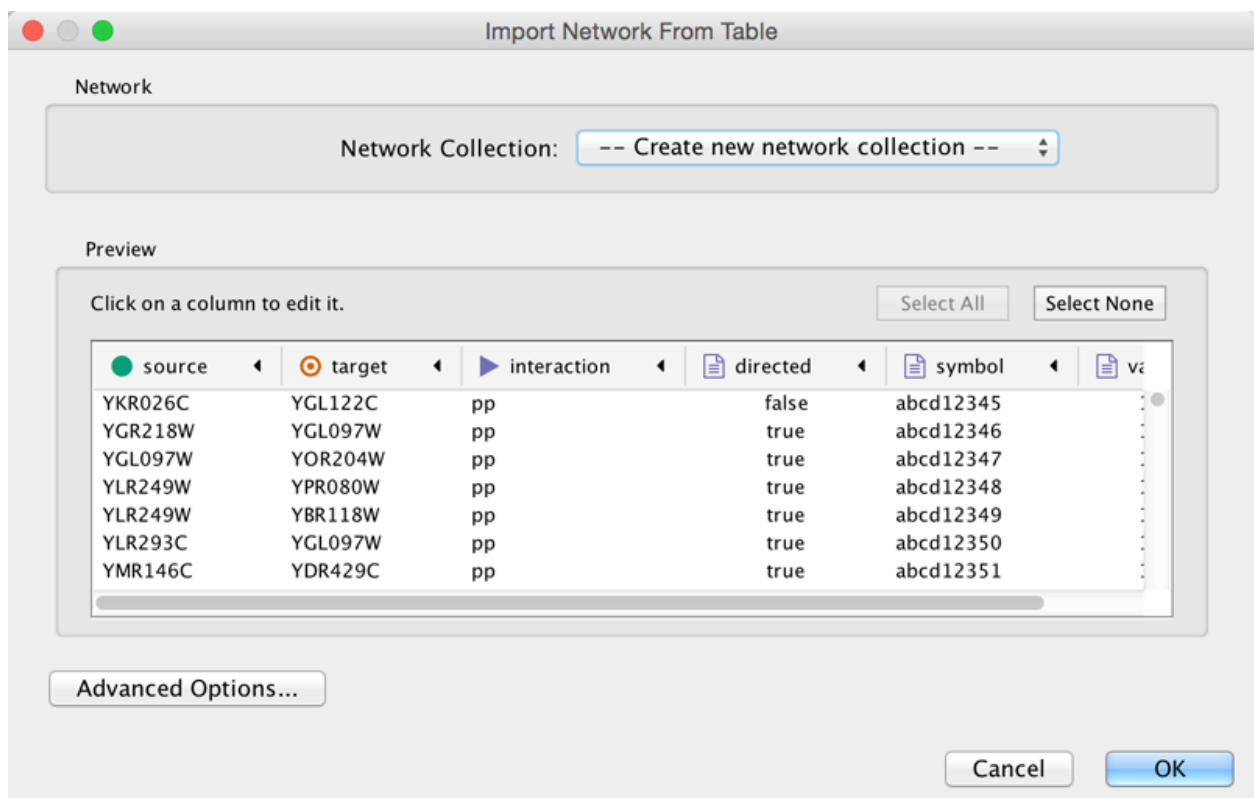 Import Network From Table
Network
Network Collection: -- Create new network collection --
Preview
Click on a column to edit it. Select All Select None
source target interaction directed symbol
YKR026C YGL122C pp false abcd12345
YGR218W YGL097W pp true abcd12346
YGL097W YOR204W pp true abcd12347
YLR249W YPR080W pp true abcd12348
YLR249W YBR118W pp true abcd12349
YLR293C YGL097W pp true abcd12350
YMR146C YDR429C pp true abcd12351
Advanced Options...
Cancel OK